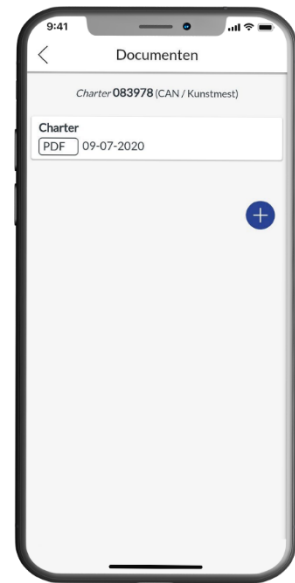 9:41
Documenten
Charter 083978 (CAN / Kunstmest)
Charter
PDF 09-07-2020